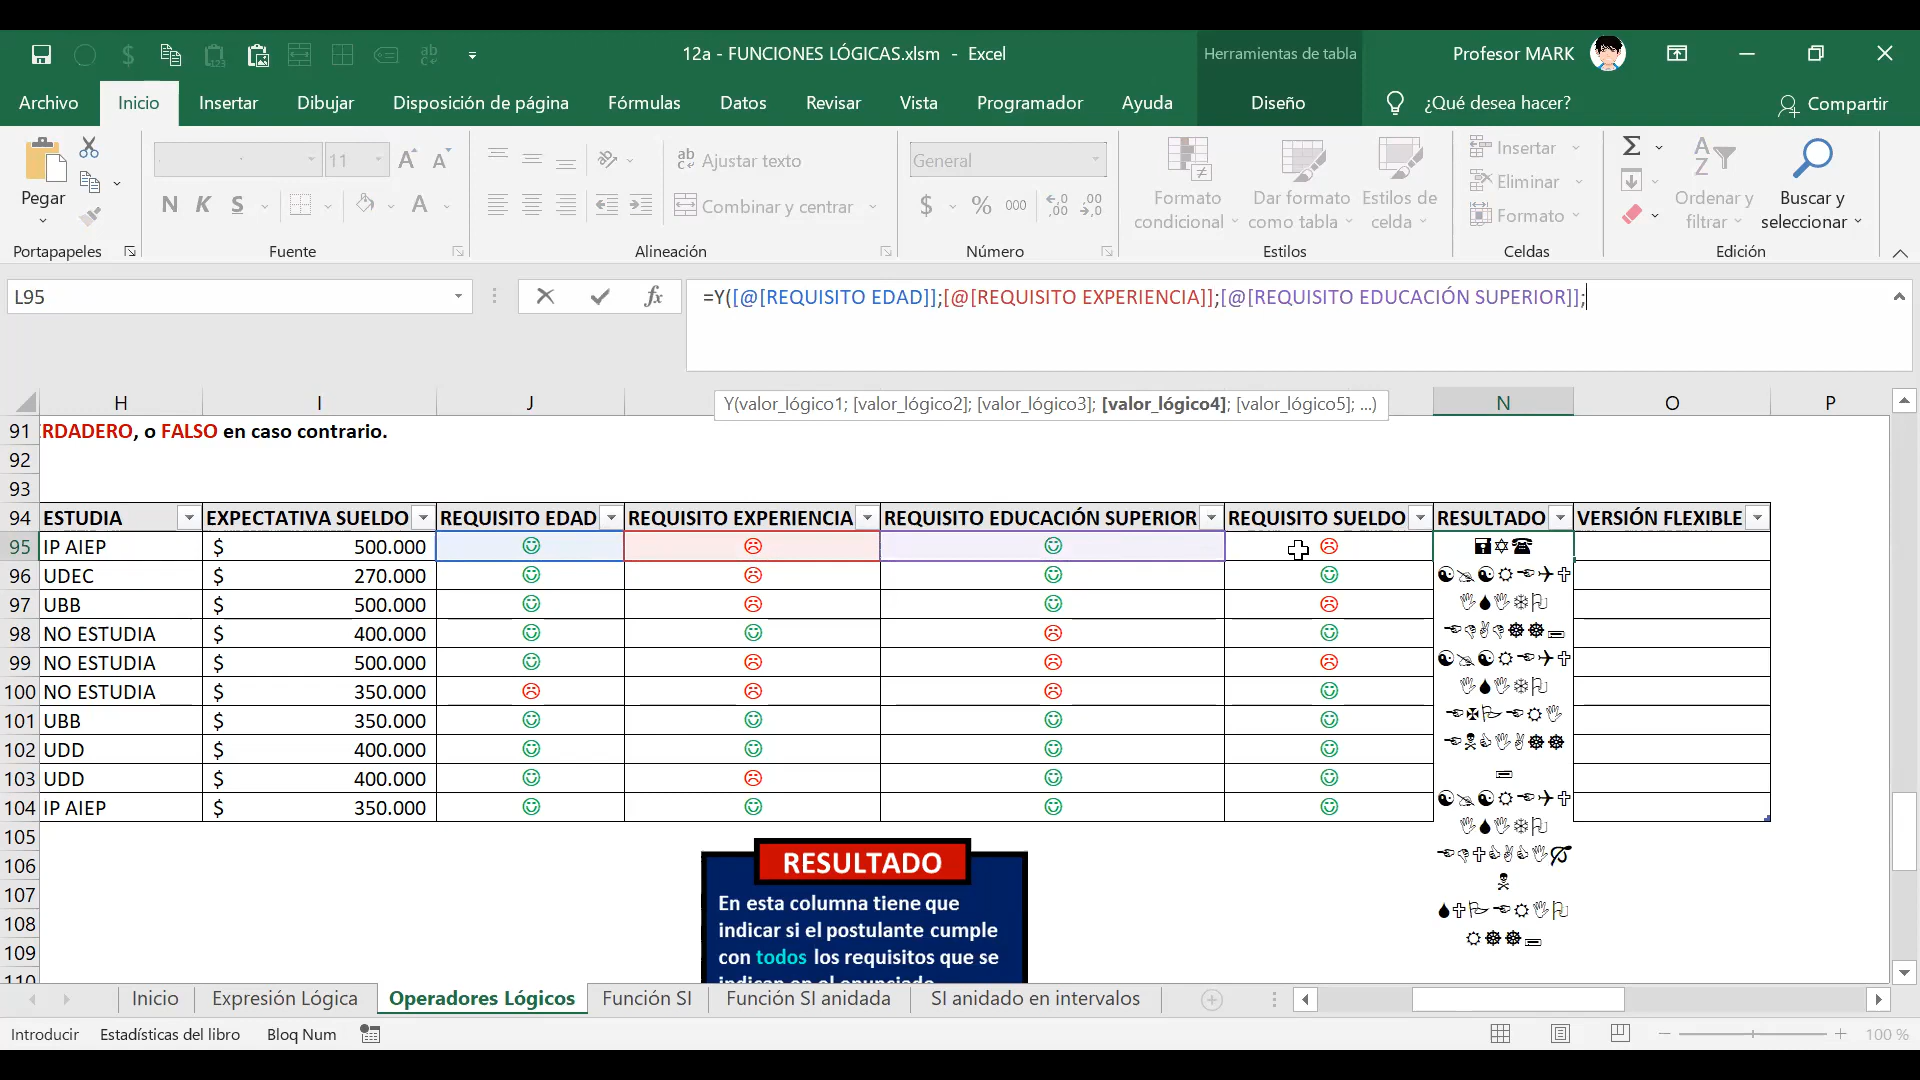 12a - FUNCIONES LÓGICAS.xlsm - Excel
Herramientas de tabla
Profesor MARK
Archivo Inicio Insertar Dibujar Disposición de página Fórmulas Datos Revisar Vista Programador Ayuda Diseño ¿Qué desea hacer? Compartir
Pegar
11
Ajustar texto
General
N K S
Combinar y centrar
$ % 000
Formato condicional
Dar formato como tabla
Estilos de celda
Insertar
Eliminar
Formato
Ordenar y filtrar
Buscar y seleccionar
Portapapeles Fuente Alineación Número Estilos Celdas Edición
L95
fx
=Y([@[REQUISITO EDAD]];[@[REQUISITO EXPERIENCIA]];[@[REQUISITO EDUCACIÓN SUPERIOR]];
Y(valor_lógico1; [valor_lógico2]; [valor_lógico3]; [valor_lógico4]; [valor_lógico5]; ...)
H I J N O P
91 RDADERO, o FALSO en caso contrario.
92
93
94 ESTUDIA EXPECTATIVA SUELDO REQUISITO EDAD REQUISITO EXPERIENCIA REQUISITO EDUCACIÓN SUPERIOR REQUISITO SUELDO RESULTADO VERSIÓN FLEXIBLE
95 IP AIEP $ 500.000
96 UDEC $ 270.000
97 UBB $ 500.000
98 NO ESTUDIA $ 400.000
99 NO ESTUDIA $ 500.000
100 NO ESTUDIA $ 350.000
101 UBB $ 350.000
102 UDD $ 400.000
103 UDD $ 400.000
104 IP AIEP $ 350.000
105
106
107
108
109
110
RESULTADO
En esta columna tiene que
indicar si el postulante cumple
con todos los requisitos que se
indican en el enunciado
Inicio Expresión Lógica Operadores Lógicos Función SI Función SI anidada SI anidado en intervalos
Introducir Estadísticas del libro Bloq Num 100 %